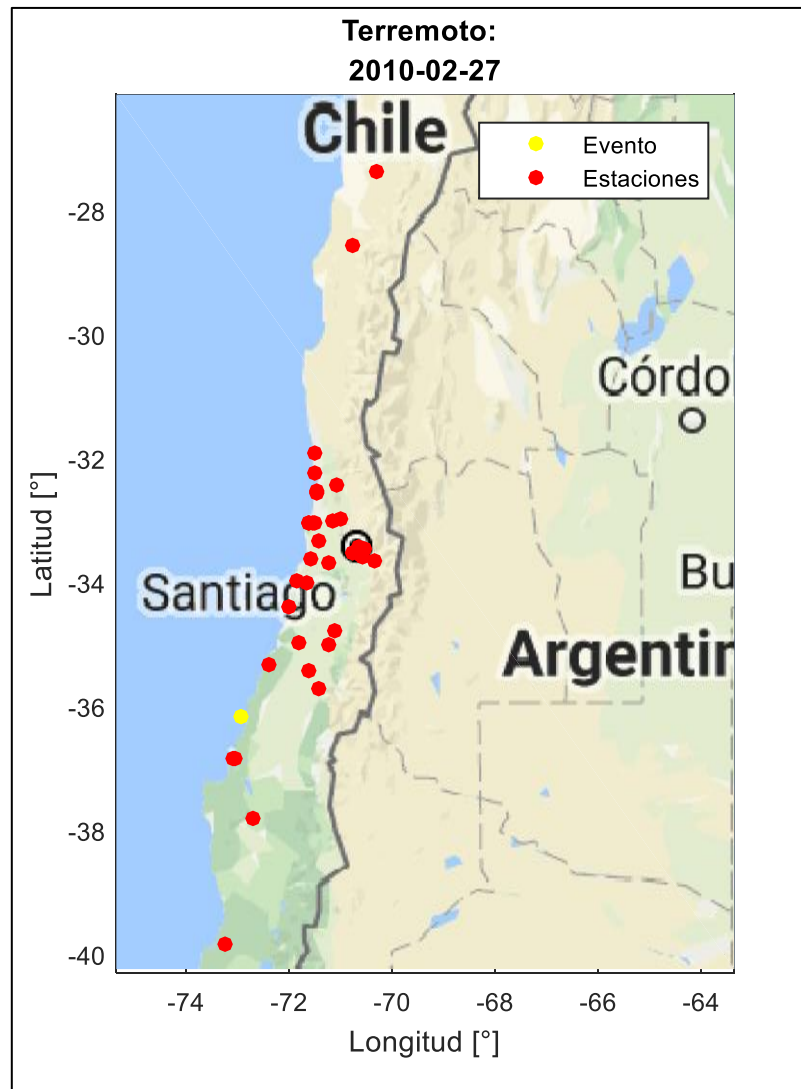 Terremoto:
2010-02-27
Chile
Evento
Estaciones
-28
-30
Córdo
-32
-34
Santiago
Bu
Argentin
-36
-38
-40
-74
-72
-70
-68
-66
-64
Latitud [°]
Longitud [°]